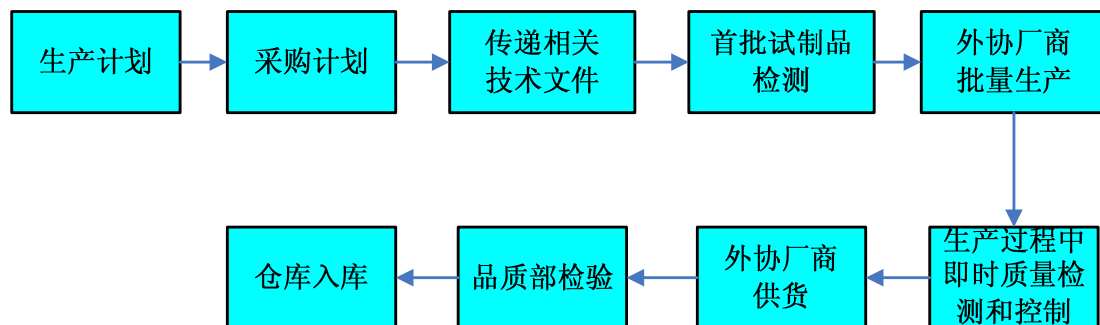 生产计划
采购计划
传递相关
技术文件
首批试制品
检测
外协厂商
批量生产
生产过程中
即时质量检
测和控制
外协厂商
供货
品质部检验
仓库入库